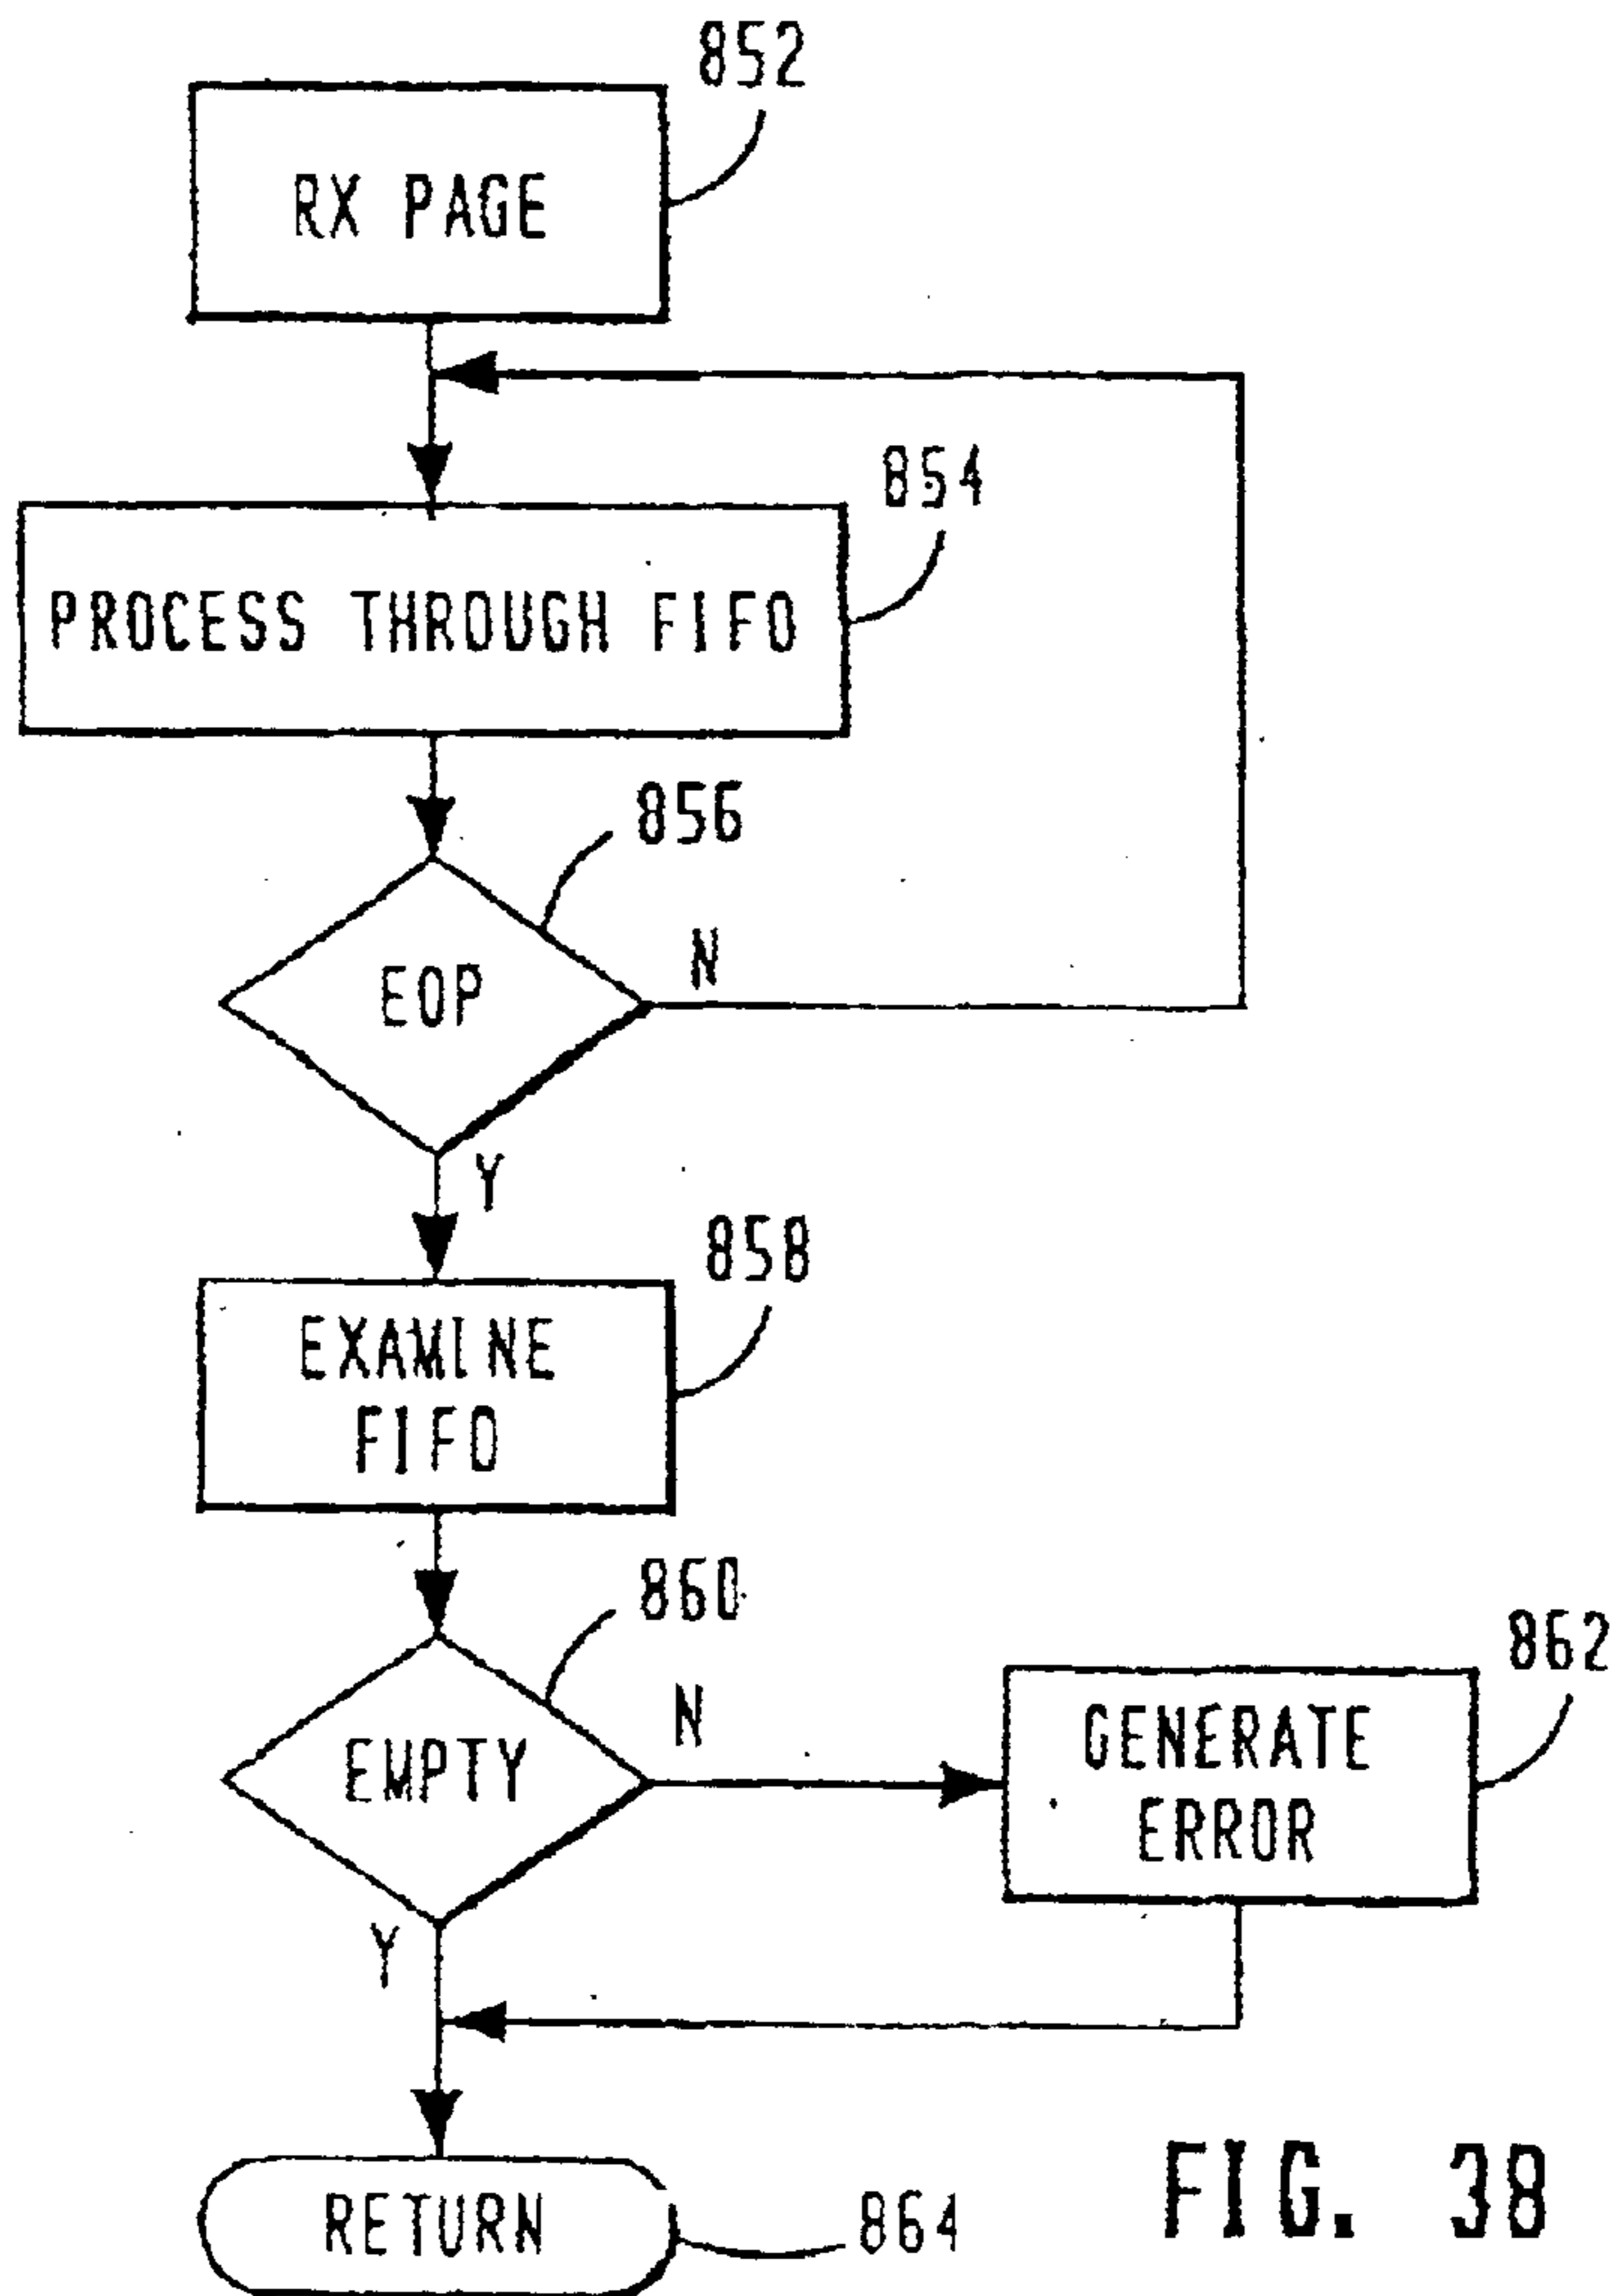 852
RX PAGE
854
PROCESS THROUGH FIFO
856
EOP
N
Y
858
EXAMINE
FIFO
860
EMPTY
N
862
GENERATE
ERROR
Y
RETURN
864
FIG. 38